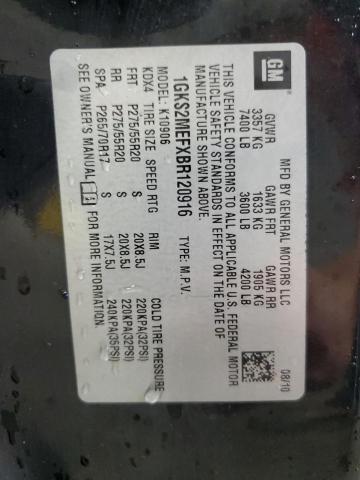 GM
MFD BY GENERAL MOTORS LLC 08/10
GVWR GAWR FRT GAWR RR
3357 KG 1633 KG 1905 KG
7400 LB 3600 LB 4200 LB
THIS VEHICLE CONFORMS TO ALL APPLICABLE U.S. FEDERAL MOTOR
VEHICLE SAFETY STANDARDS IN EFFECT ON THE DATE OF
MANUFACTURE SHOWN ABOVE.
1GKS2MEFXBR120916 TYPE: M.P.V.
MODEL: K10906
KDX4 TIRE SIZE SPEED RTG RIM COLD TIRE PRESSURE
FRT P275/55R20 S 20X8.5J 220KPA(32PSI)
RR P275/55R20 S 20X8.5J 220KPA(32PSI)
SPA P265/70R17 S 17X7.5J 240KPA(35PSI)
SEE OWNER'S MANUAL FOR MORE INFORMATION